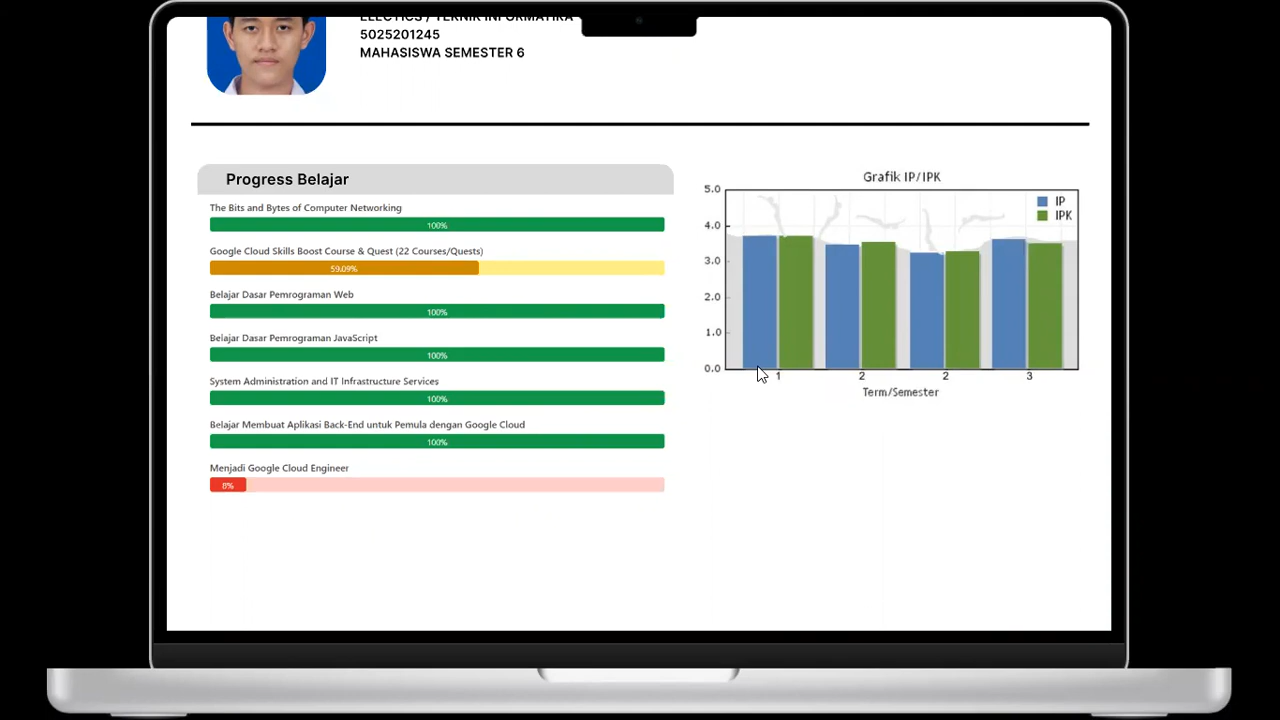 ELECTICS / TEKNIK INFORMATIKA
5025201245
MAHASISWA SEMESTER 6
Progress Belajar
The Bits and Bytes of Computer Networking
100%
Google Cloud Skills Boost Course & Quest (22 Courses/Quests)
59.09%
Belajar Dasar Pemrograman Web
100%
Belajar Dasar Pemrograman JavaScript
100%
System Administration and IT Infrastructure Services
100%
Belajar Membuat Aplikasi Back-End untuk Pemula dengan Google Cloud
100%
Menjadi Google Cloud Engineer
8%
Grafik IP/IPK
5.0
4.0
3.0
2.0
1.0
0.0
IP
IPK
1 2 2 3
Term/Semester